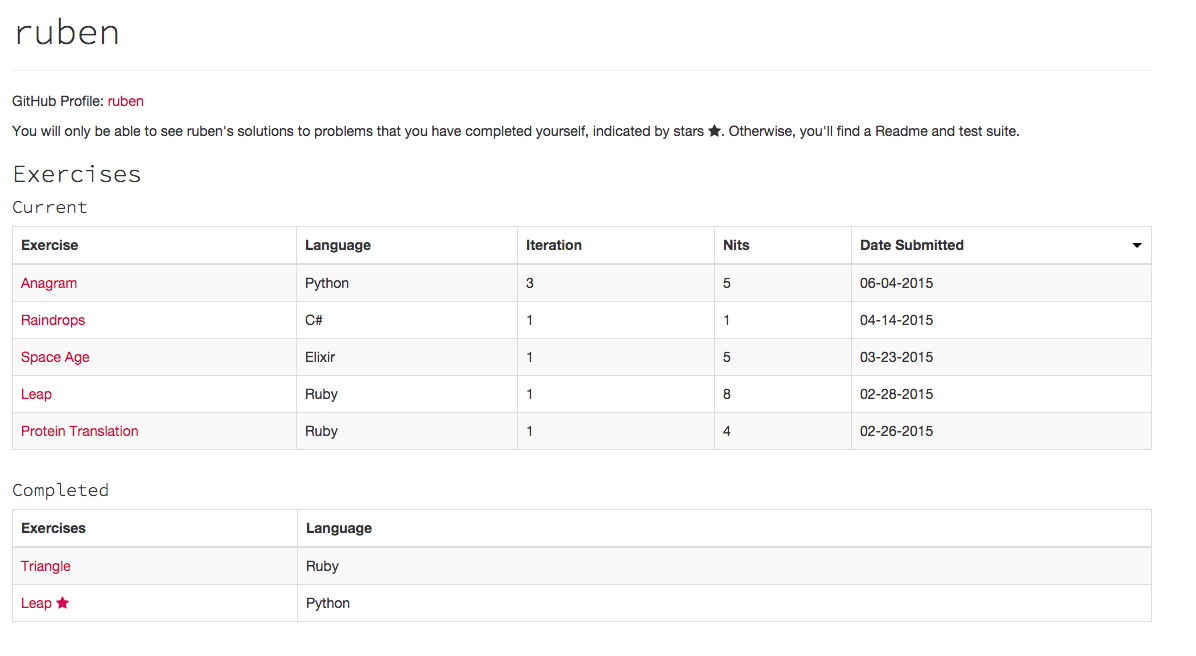 ruben
GitHub Profile: ruben
You will only be able to see ruben's solutions to problems that you have completed yourself, indicated by stars ★. Otherwise, you'll find a Readme and test suite.
Exercises
Current
Exercise Language Iteration Nits Date Submitted
Anagram Python 3 5 06-04-2015
Raindrops C# 1 1 04-14-2015
Space Age Elixir 1 5 03-23-2015
Leap Ruby 1 8 02-28-2015
Protein Translation Ruby 1 4 02-26-2015
Completed
Exercises Language
Triangle Ruby
Leap ★ Python